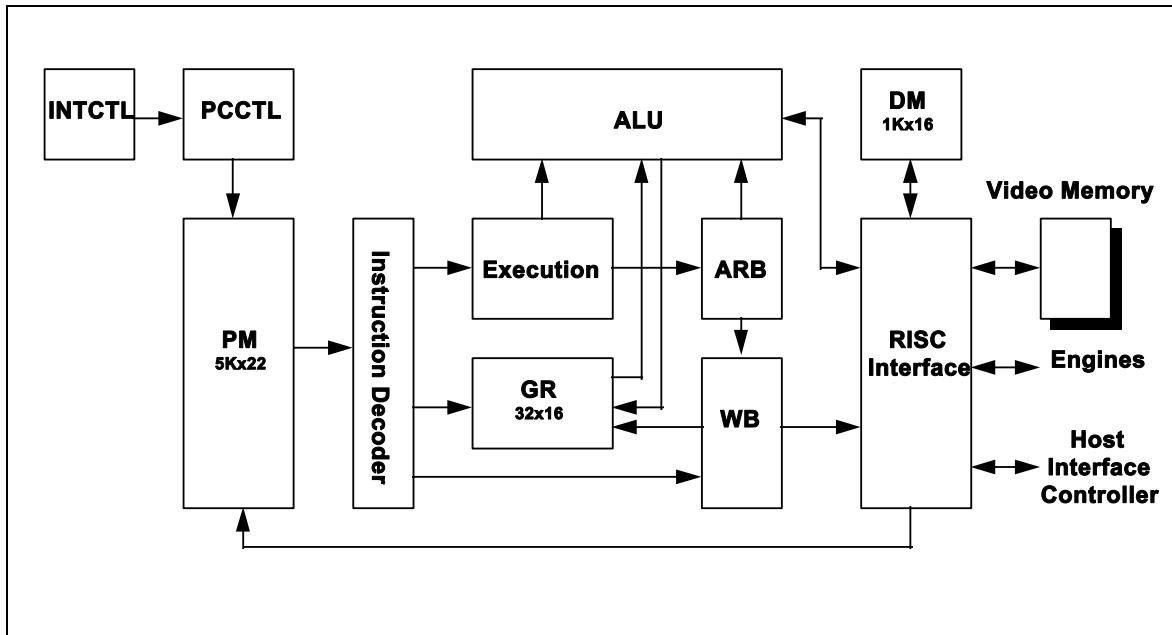 INTCTL
PCCTL
ALU
DM
1Kx16
Video Memory
PM
5Kx22
Instruction Decoder
Execution
ARB
RISC
Interface
Engines
GR
32x16
WB
Host
Interface
Controller